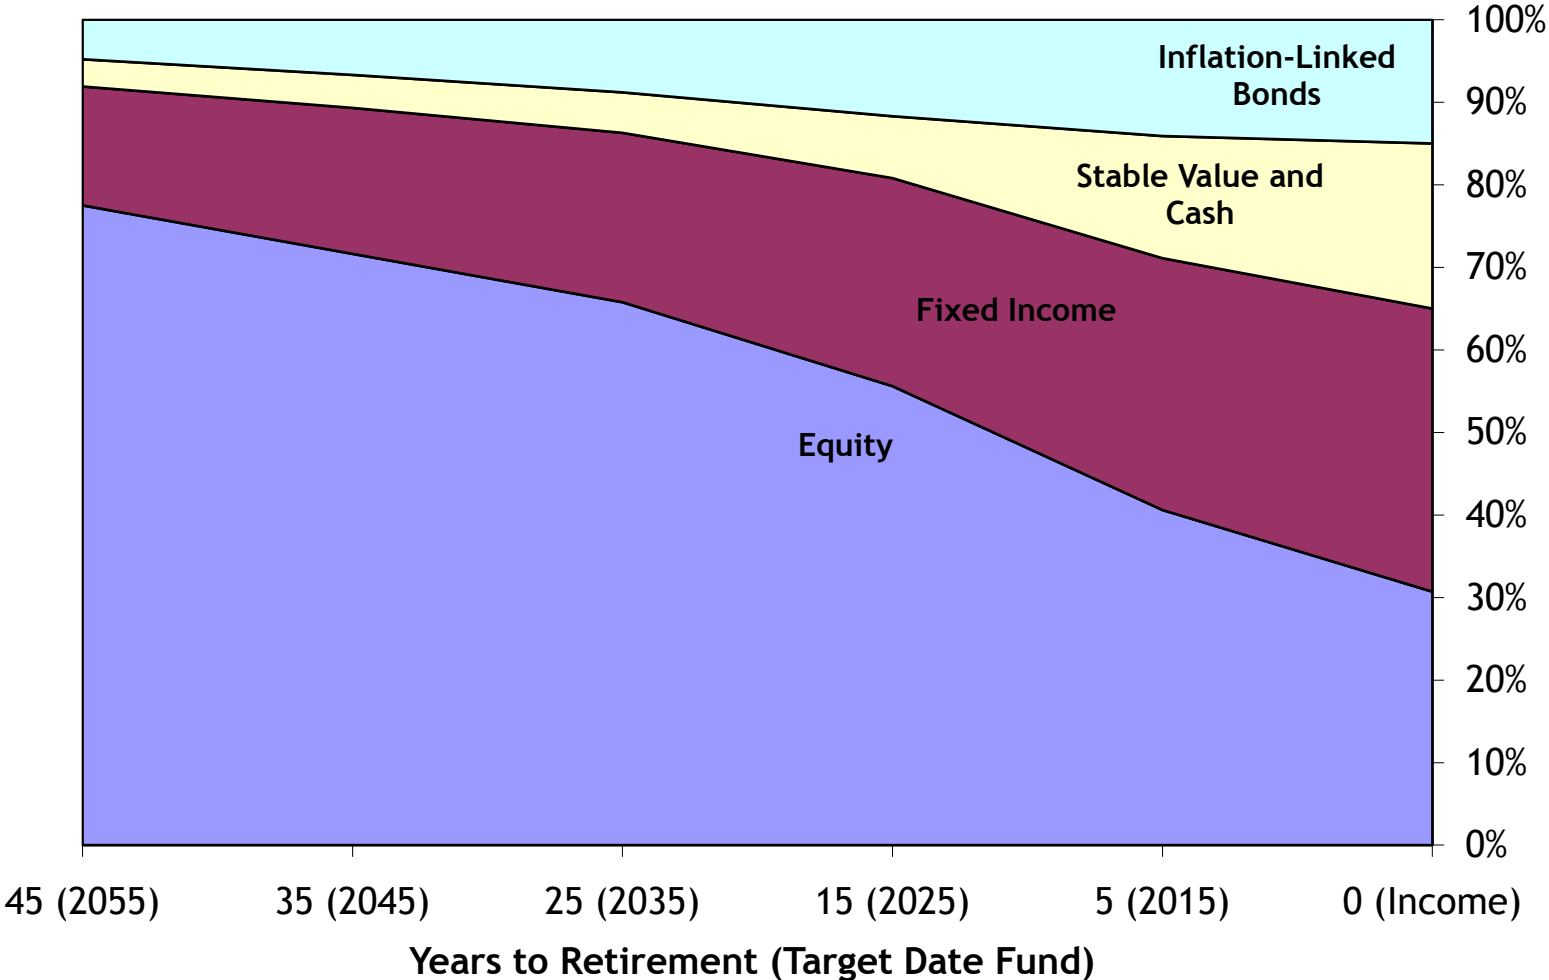 100%
Inflation-Linked
Bonds
90%
Stable Value and
Cash
80%
70%
Fixed Income
60%
Equity
50%
40%
30%
20%
10%
0%
45 (2055) 35 (2045) 25 (2035) 15 (2025) 5 (2015) 0 (Income)
Years to Retirement (Target Date Fund)